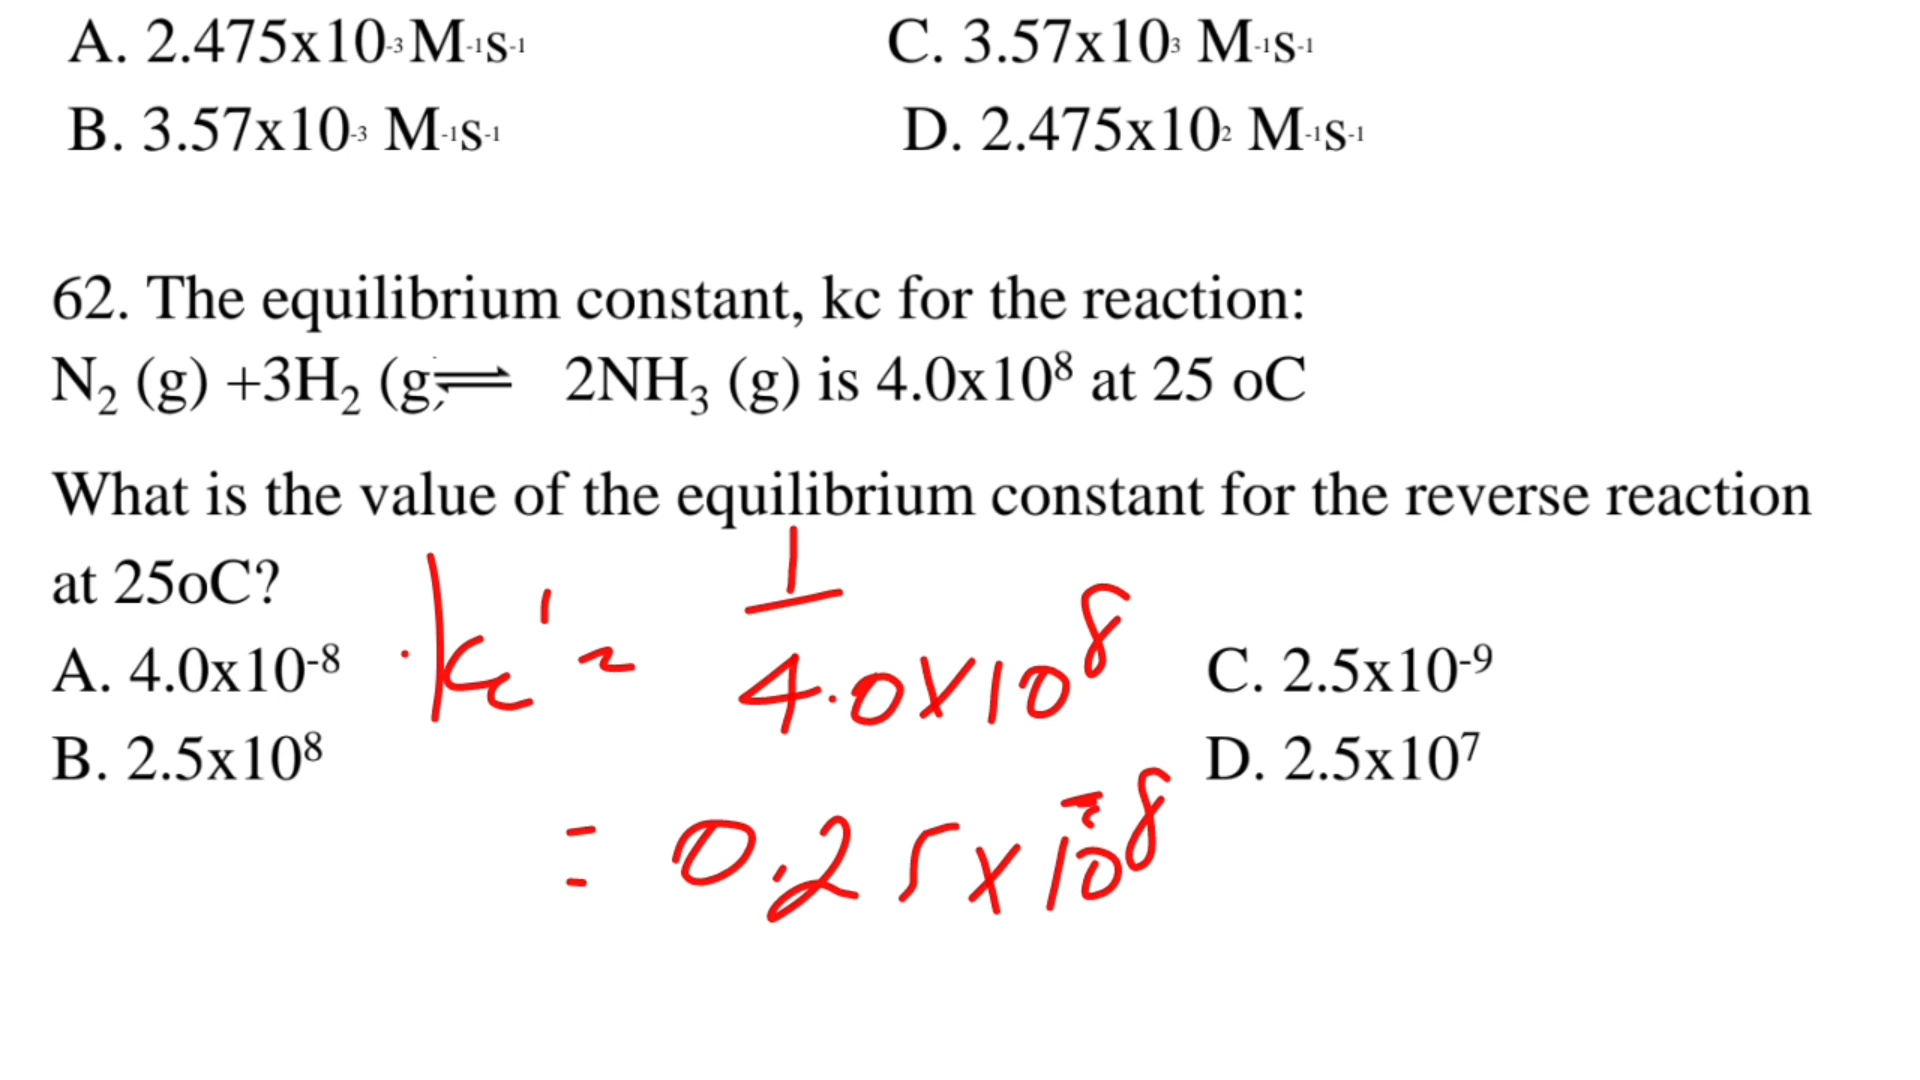 A. 2.475x10-3 M-1s-1 C. 3.57x103 M-1s-1
B. 3.57x10-3 M-1s-1 D. 2.475x102 M-1s-1
62. The equilibrium constant, kc for the reaction:
N₂ (g) +3H₂ (g) ⇌ 2NH₃ (g) is 4.0x10⁸ at 25 oC
What is the value of the equilibrium constant for the reverse reaction
at 25oC?
kc' = 1 / 4.0x10⁸
A. 4.0x10⁻⁸ C. 2.5x10⁻⁹
B. 2.5x10⁸ D. 2.5x10⁷
= 0.25x10⁻⁸